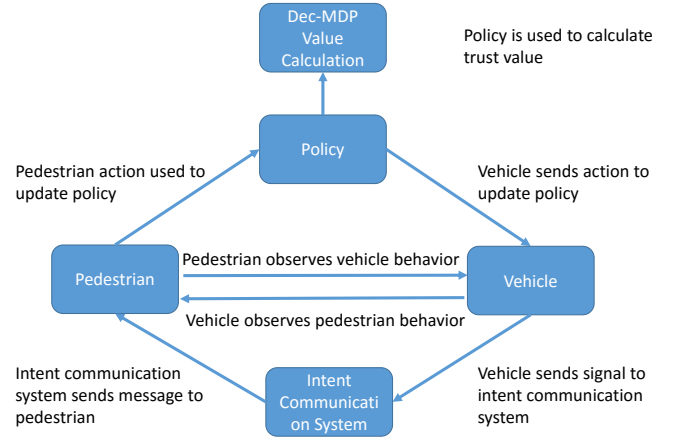 Dec-MDP
Value
Calculation
Policy is used to calculate
trust value
Policy
Pedestrian action used to
update policy
Vehicle sends action to
update policy
Pedestrian observes vehicle behavior
Pedestrian
Vehicle
Vehicle observes pedestrian behavior
Intent communication
system sends message to
pedestrian
Intent
Communicati
on System
Vehicle sends signal to
intent communication
system